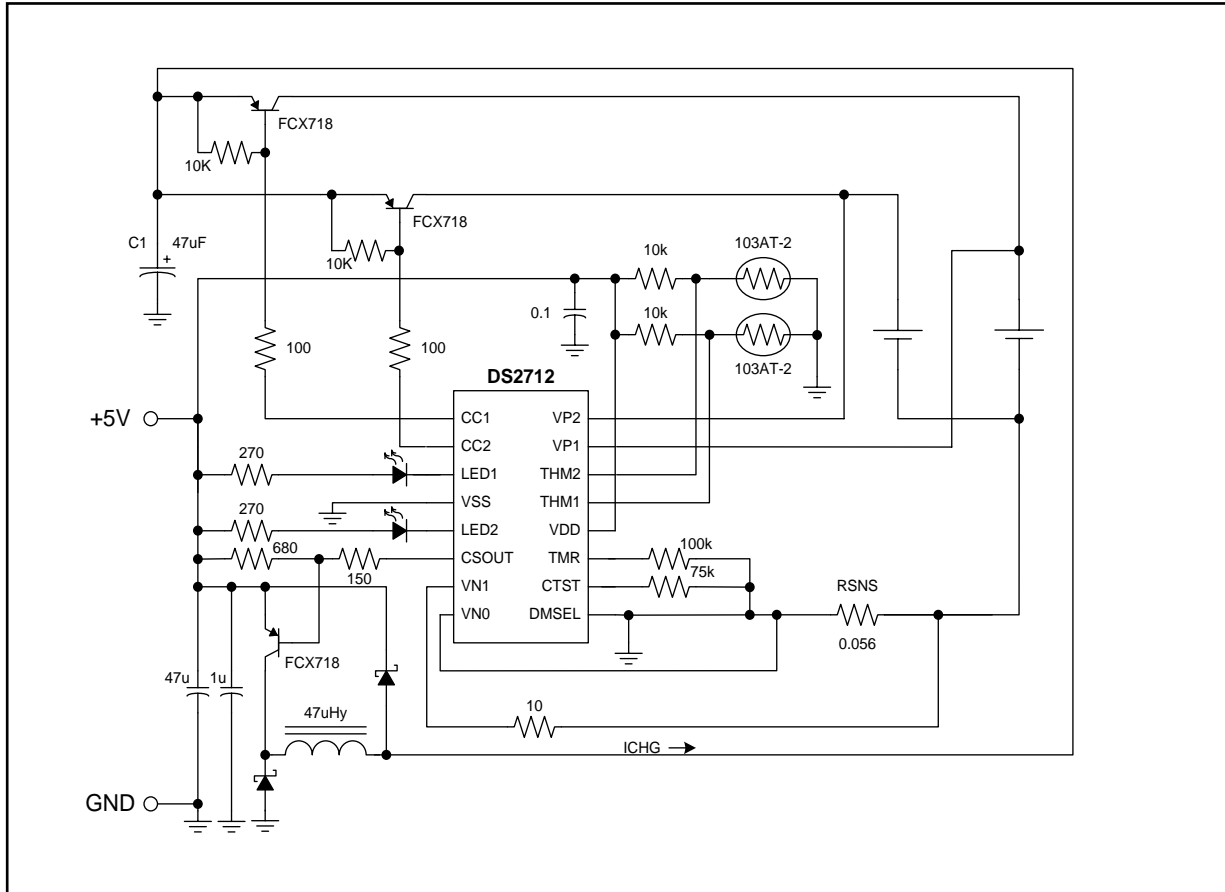 FCX718
10K
FCX718
C1 47uF
+
10K
10k
103AT-2
0.1
10k
103AT-2
100
100
DS2712
+5V
CC1
VP2
CC2
VP1
270
LED1
THM2
VSS
THM1
270
LED2
VDD
680
CSOUT
TMR
100k
150
CTST
75k
VN1
RSNS
VN0
DMSEL
0.056
FCX718
47u
1u
47uHy
10
ICHG
GND